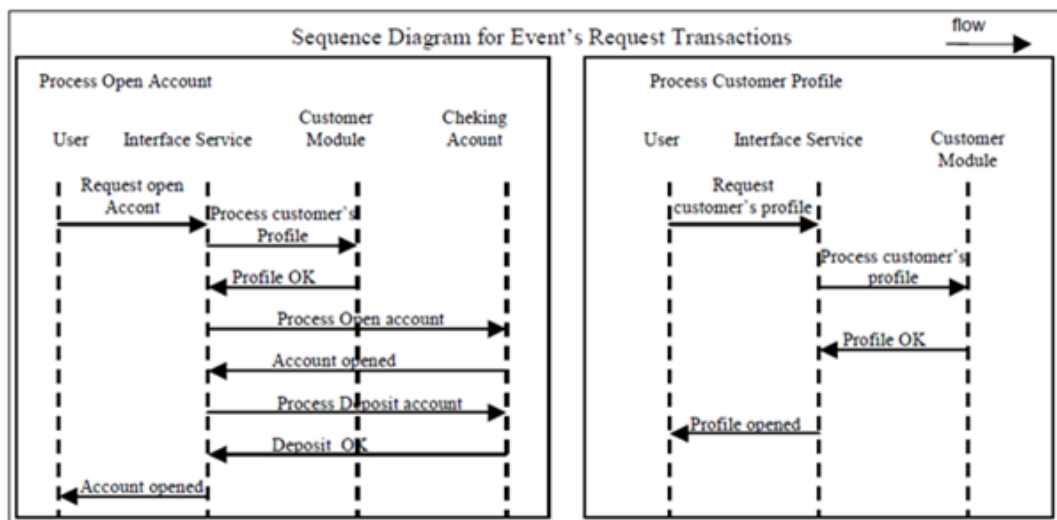 Sequence Diagram for Event's Request Transactions
flow
Process Open Account
User
Interface Service
Customer
Module
Cheking
Acount
Request open
Accont
Process customer's
Profile
Profile OK
Process Open account
Account opened
Process Deposit account
Deposit OK
Account opened
Process Customer Profile
User
Interface Service
Customer
Module
Request
customer's profile
Process customer's
profile
Profile OK
Profile opened